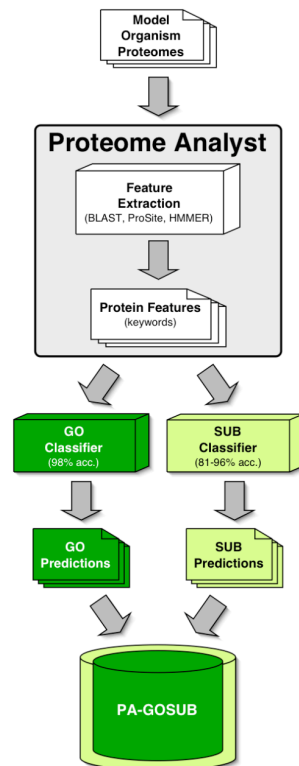 Model
Organism
Proteomes
Proteome Analyst
Feature
Extraction
(BLAST, ProSite, HMMER)
Protein Features
(keywords)
GO
Classifier
(98% acc.)
SUB
Classifier
(81-96% acc.)
GO
Predictions
SUB
Predictions
PA-GOSUB